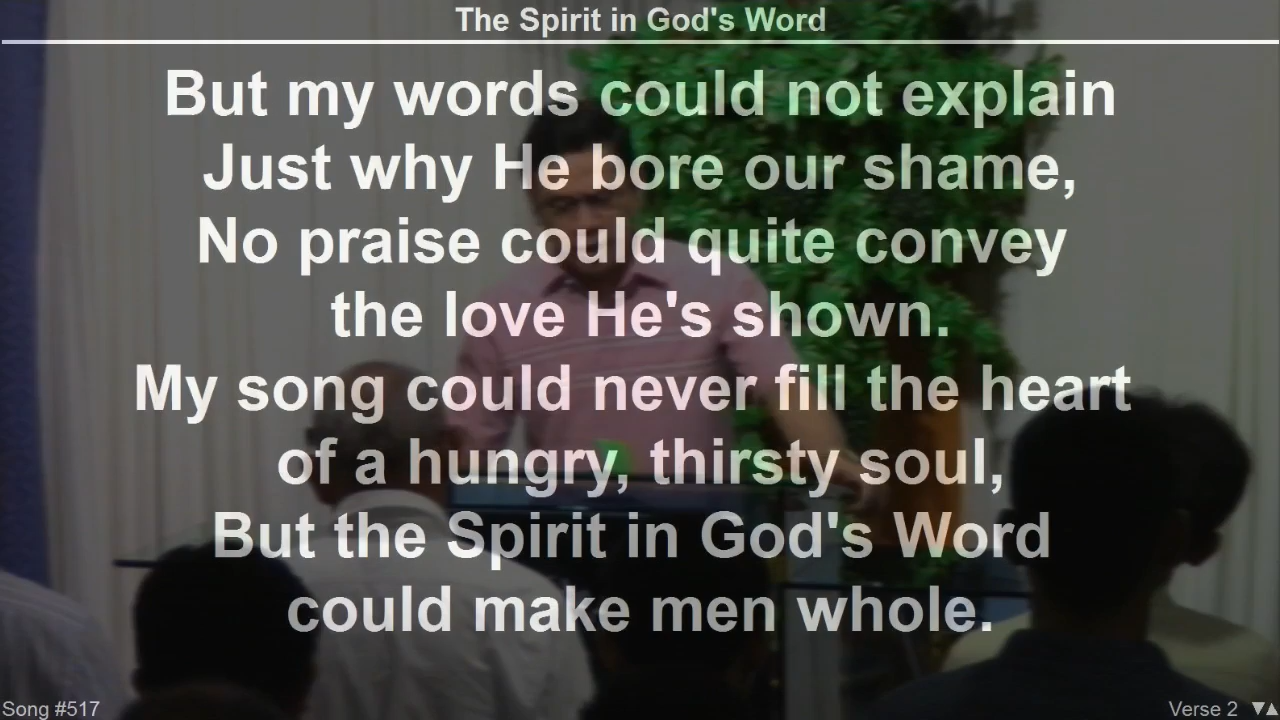 The Spirit in God's Word
But my words could not explain
Just why He bore our shame,
No praise could quite convey
the love He's shown.
My song could never fill the heart
of a hungry, thirsty soul,
But the Spirit in God's Word
could make men whole.
Song #517
Verse 2 ▼▲